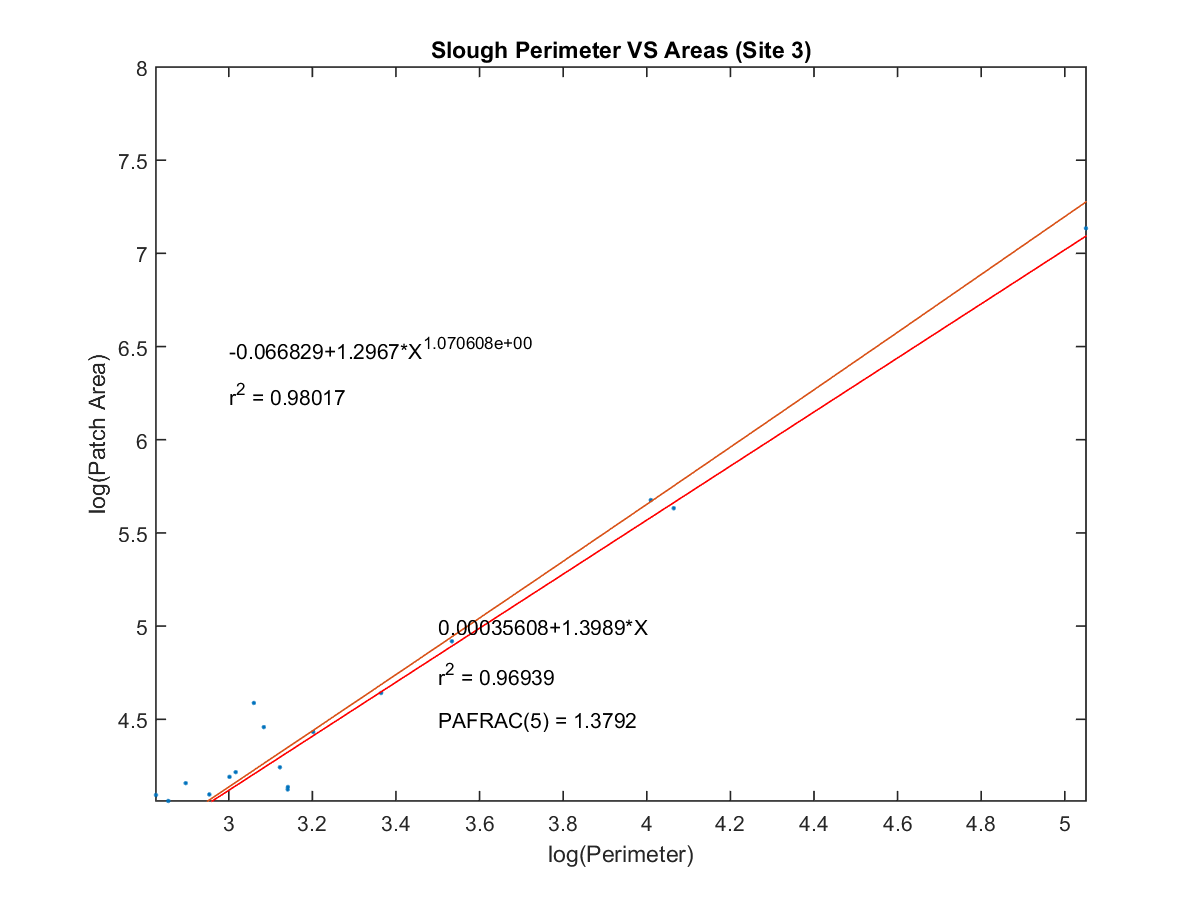 Slough Perimeter VS Areas (Site 3)
8
7.5
7
6.5
6
5.5
5
4.5
log(Patch Area)
-0.066829+1.2967*X^1.070608e+00
r^2 = 0.98017
0.00035608+1.3989*X
r^2 = 0.96939
PAFRAC(5) = 1.3792
3 3.2 3.4 3.6 3.8 4 4.2 4.4 4.6 4.8 5
log(Perimeter)